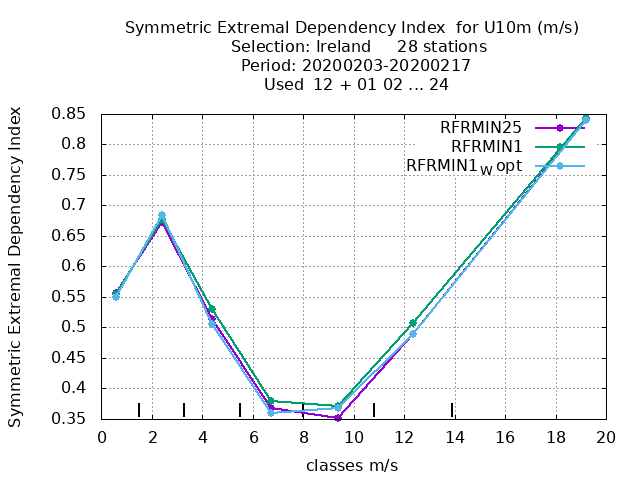 Symmetric Extremal Dependency Index  for U10m (m/s)
Selection: Ireland     28 stations
Period: 20200203-20200217
Used  12 + 01 02 ... 24
Symmetric Extremal Dependency Index
0.85
0.8
0.75
0.7
0.65
0.6
0.55
0.5
0.45
0.4
0.35
RFRMIN25
RFRMIN1
RFRMIN1w opt
0 2 4 6 8 10 12 14 16 18 20
classes m/s